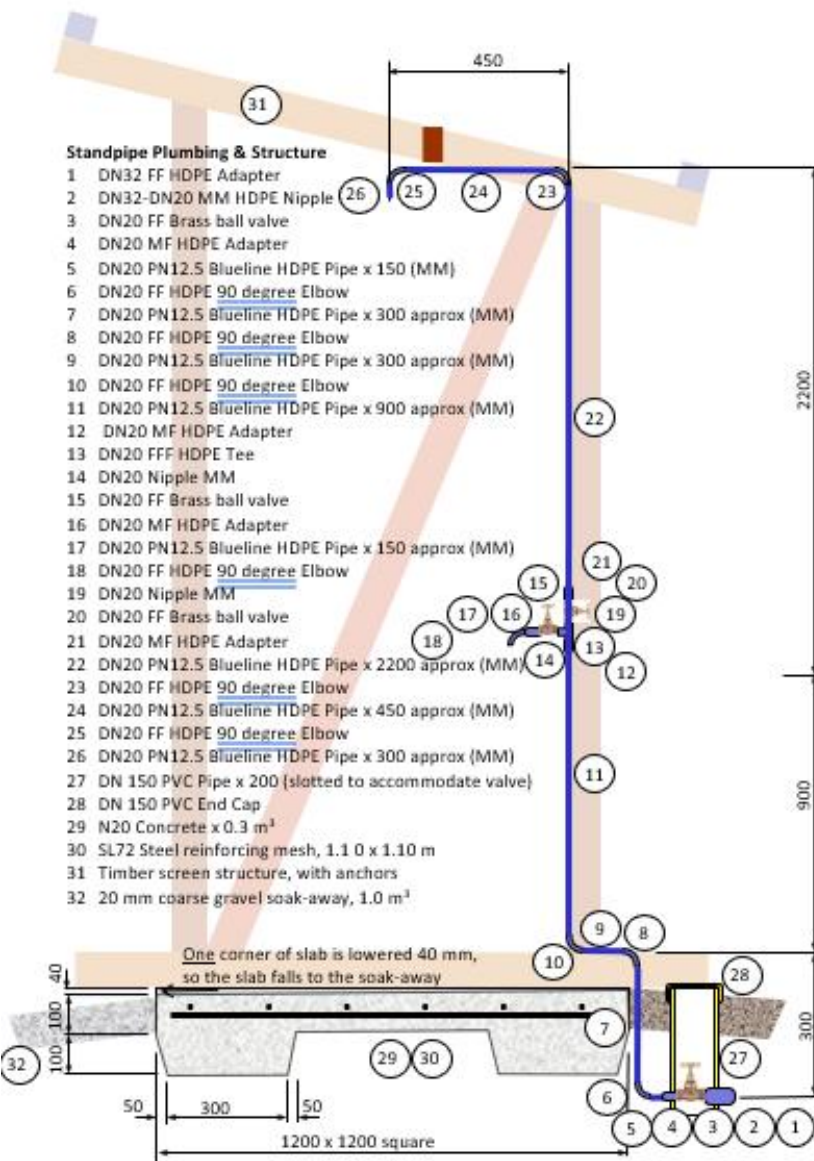 450
31
Standpipe Plumbing & Structure
1 DN32 FF HDPE Adapter
2 DN32-DN20 MM HDPE Nipple
26
25
24
23
3 DN20 FF Brass ball valve
4 DN20 MF HDPE Adapter
5 DN20 PN12.5 Blueline HDPE Pipe x 150 (MM)
6 DN20 FF HDPE 90 degree Elbow
7 DN20 PN12.5 Blueline HDPE Pipe x 300 approx (MM)
8 DN20 FF HDPE 90 degree Elbow
9 DN20 PN12.5 Blueline HDPE Pipe x 300 approx (MM)
10 DN20 FF HDPE 90 degree Elbow
11 DN20 PN12.5 Blueline HDPE Pipe x 900 approx (MM)
12 DN20 MF HDPE Adapter
13 DN20 FFF HDPE Tee
14 DN20 Nipple MM
15 DN20 FF Brass ball valve
16 DN20 MF HDPE Adapter
17 DN20 PN12.5 Blueline HDPE Pipe x 150 approx (MM)
18 DN20 FF HDPE 90 degree Elbow
19 DN20 Nipple MM
20 DN20 FF Brass ball valve
21 DN20 MF HDPE Adapter
22 DN20 PN12.5 Blueline HDPE Pipe x 2200 approx (MM)
23 DN20 FF HDPE 90 degree Elbow
24 DN20 PN12.5 Blueline HDPE Pipe x 450 approx (MM)
25 DN20 FF HDPE 90 degree Elbow
26 DN20 PN12.5 Blueline HDPE Pipe x 300 approx (MM)
27 DN 150 PVC Pipe x 200 (slotted to accommodate valve)
28 DN 150 PVC End Cap
29 N20 Concrete x 0.3 m³
30 SL72 Steel reinforcing mesh, 1.1 0 x 1.10 m
31 Timber screen structure, with anchors
32 20 mm coarse gravel soak-away, 1.0 m³
2200
22
21
20
15
16
17
18
19
14
13
12
11
900
9
8
10
One corner of slab is lowered 40 mm,
so the slab falls to the soak-away
28
40
100
100
7
300
32
29
30
27
6
5
4
3
2
1
50
300
50
1200 x 1200 square